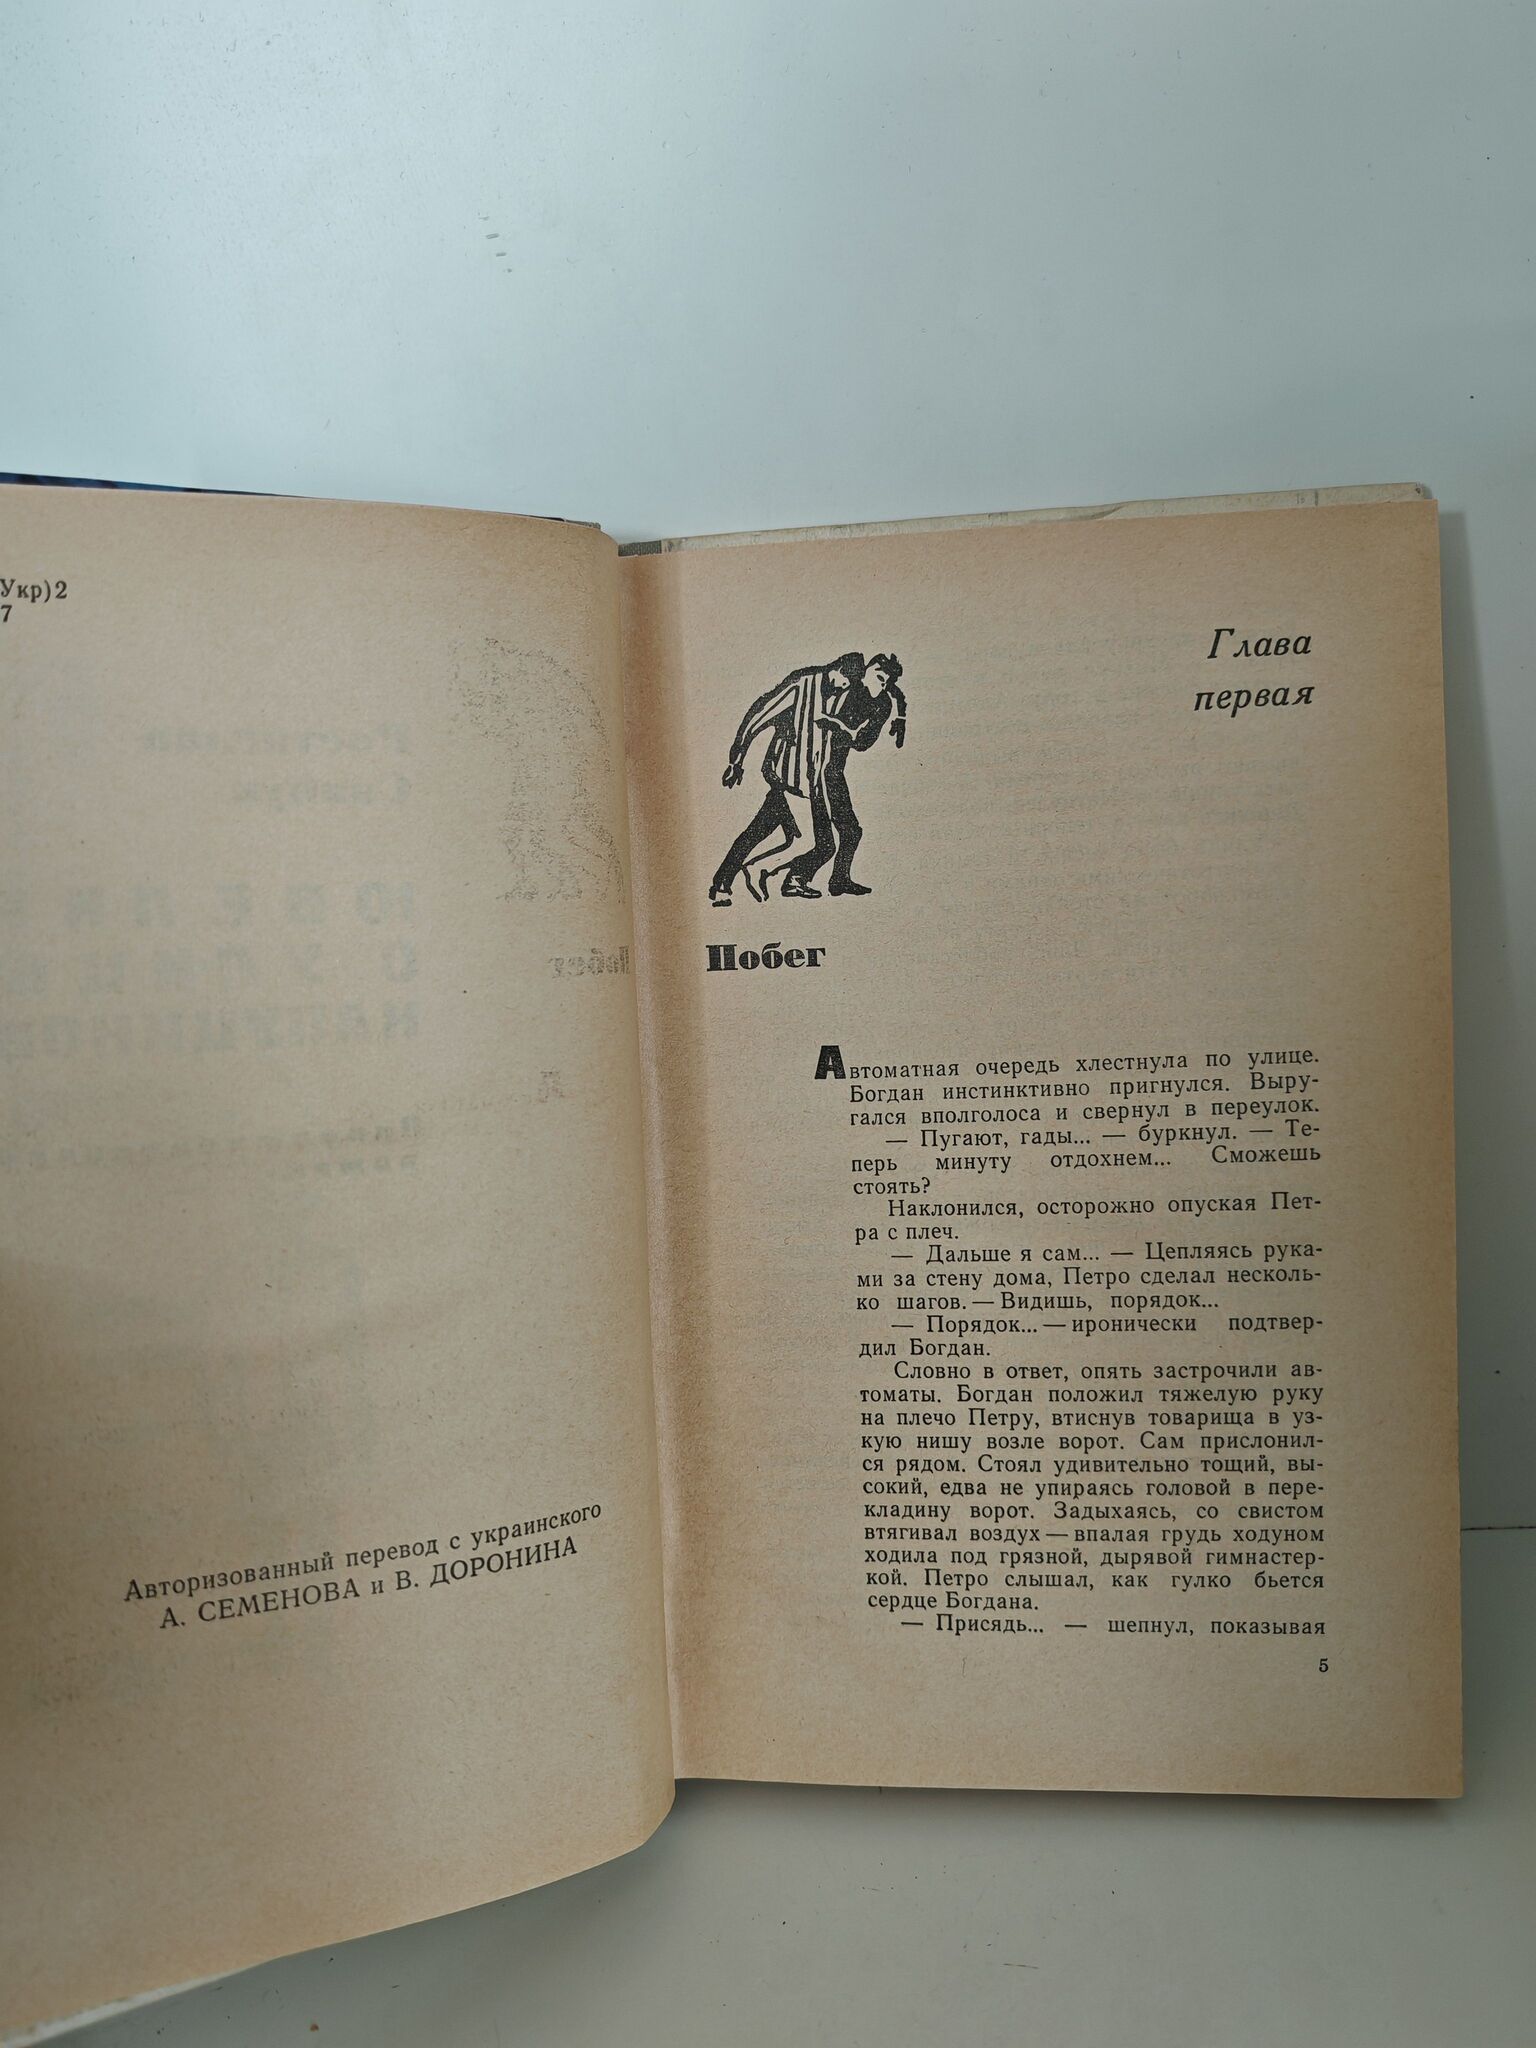 Укр)2
7
Авторизованный перевод с украинского
А. СЕМЕНОВА и В. ДОРОНИНА
Глава
первая
Побег
Автоматная очередь хлестнула по улице.
Богдан инстинктивно пригнулся. Выру-
гался вполголоса и свернул в переулок.
— Пугают, гады... — буркнул. — Те-
перь минуту отдохнем... Сможешь
стоять?
Наклонился, осторожно опуская Пет-
ра с плеч.
— Дальше я сам... — Цепляясь рука-
ми за стену дома, Петро сделал несколь-
ко шагов. — Видишь, порядок...
— Порядок... — иронически подтвер-
дил Богдан.
Словно в ответ, опять застрочили ав-
томаты. Богдан положил тяжелую руку
на плечо Петру, втиснув товарища в уз-
кую нишу возле ворот. Сам прислонил-
ся рядом. Стоял удивительно тощий, вы-
сокий, едва не упираясь головой в пере-
кладину ворот. Задыхаясь, со свистом
втягивал воздух — впалая грудь ходуном
ходила под грязной, дырявой гимнастер-
кой. Петро слышал, как гулко бьется
сердце Богдана.
— Присядь... — шепнул, показывая
5